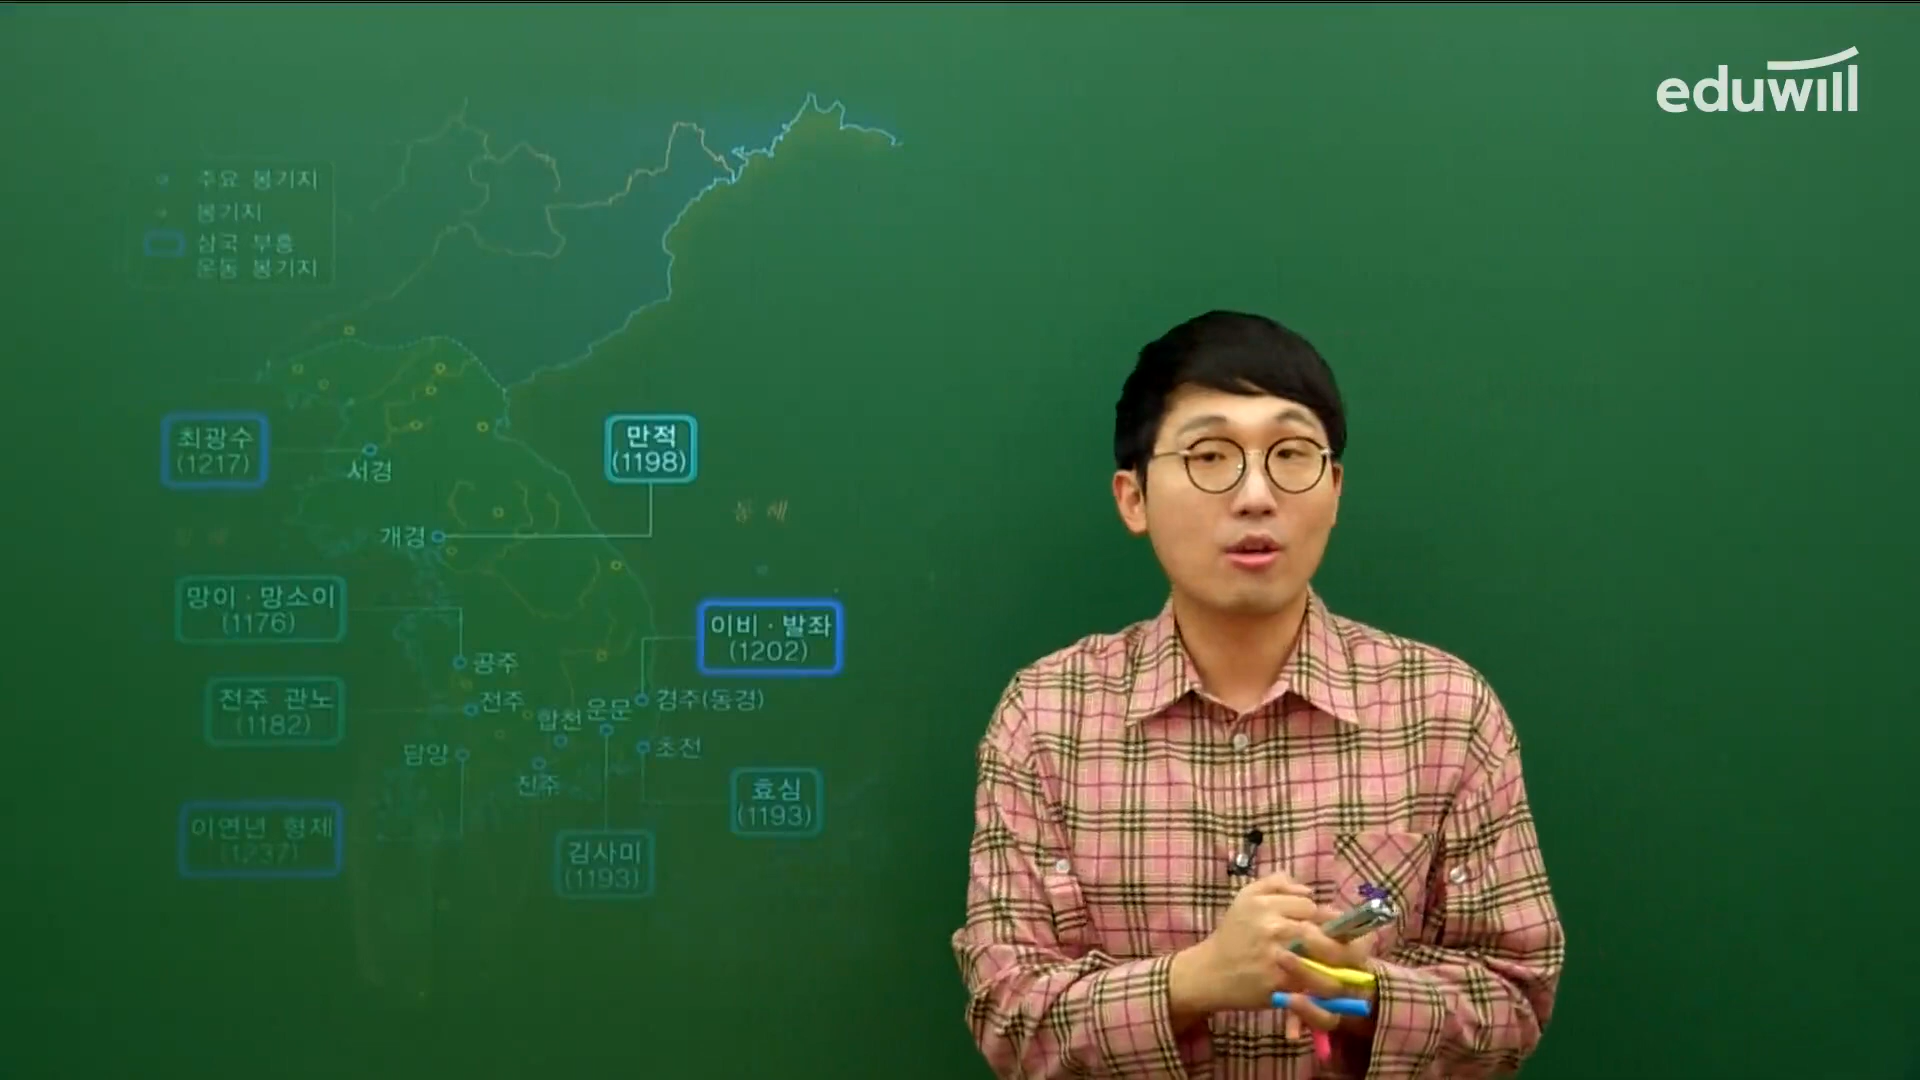 eduwill
주요 봉기지
봉기지
삼국 부흥
운동 봉기지
최광수
(1217)
서경
만적
(1198)
동 해
개경
망이 · 망소이
(1176)
이비 · 발좌
(1202)
공주
전주 관노
(1182)
전주
합천
운문
경주(동경)
담양
초전
진주
효심
(1193)
이연년 형제
(1237)
김사미
(1193)